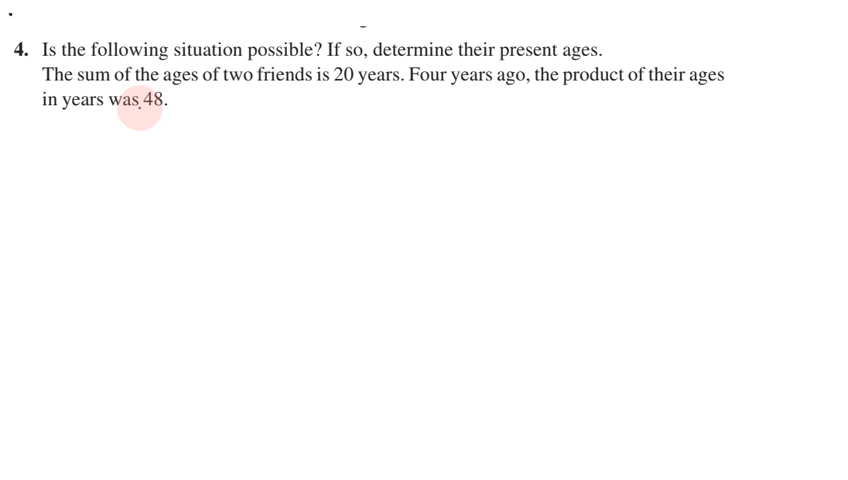 4. Is the following situation possible? If so, determine their present ages.
The sum of the ages of two friends is 20 years. Four years ago, the product of their ages
in years was 48.